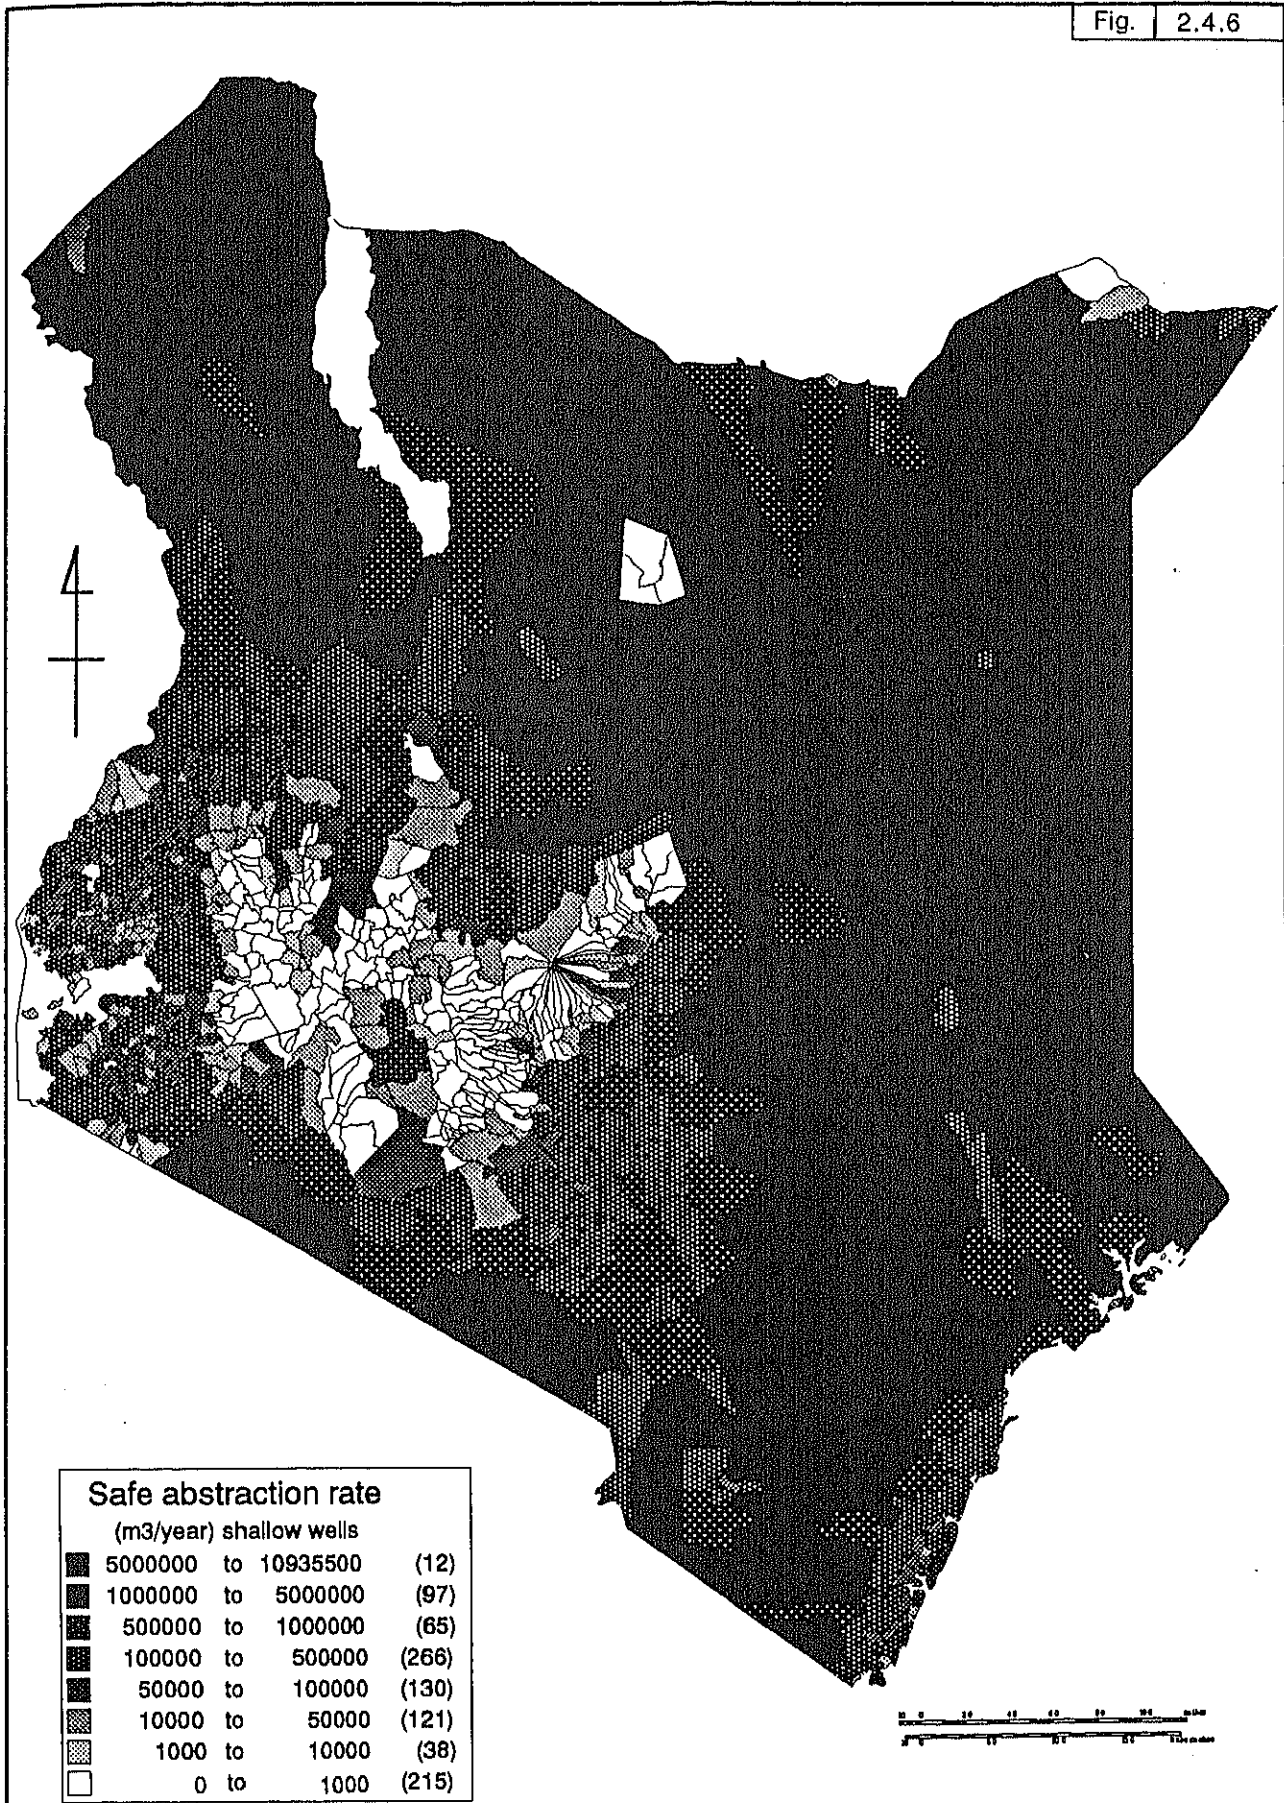 Fig. 2.4.6
Safe abstraction rate
(m3/year) shallow wells
5000000 to 10935500 (12)
1000000 to 5000000 (97)
500000 to 1000000 (65)
100000 to 500000 (266)
50000 to 100000 (130)
10000 to 50000 (121)
1000 to 10000 (38)
0 to 1000 (215)